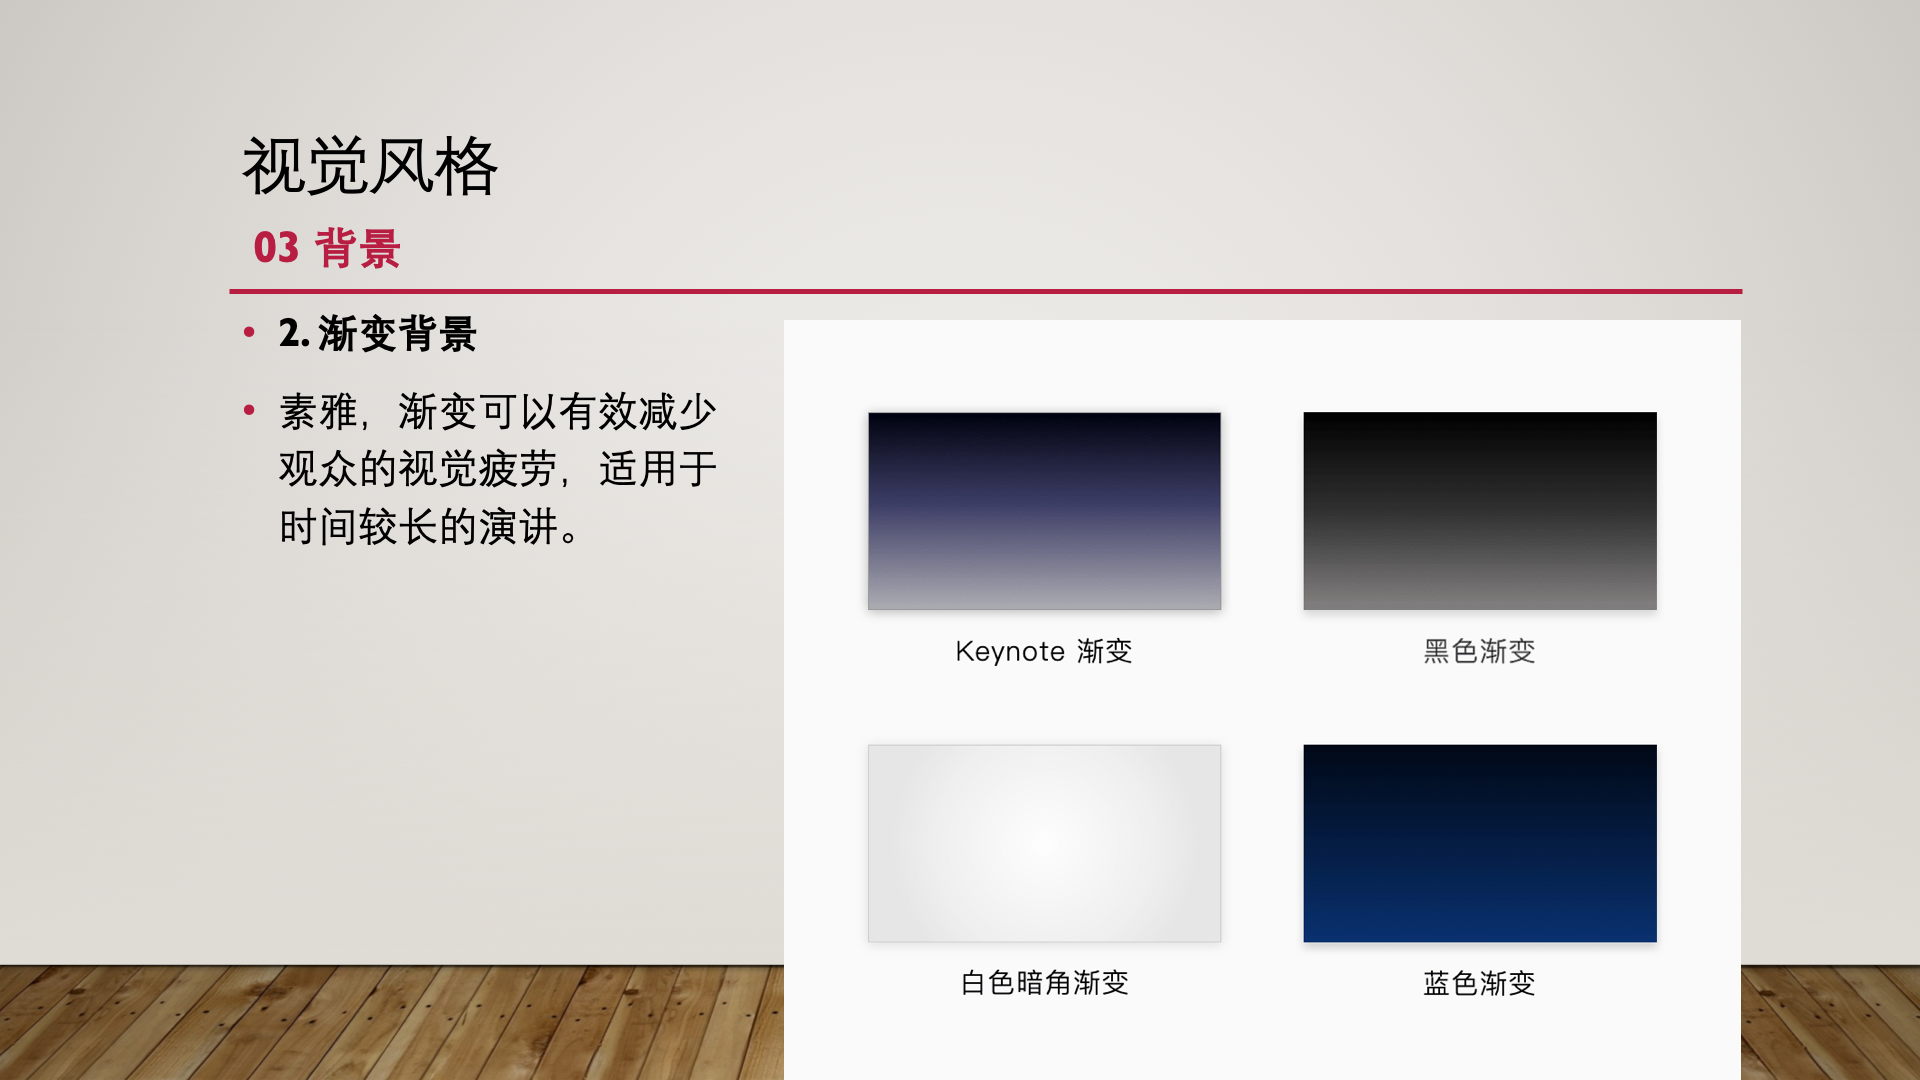 视觉风格
03 背景
• 2. 渐变背景
• 素雅，渐变可以有效减少
观众的视觉疲劳，适用于
时间较长的演讲。
Keynote 渐变
黑色渐变
白色暗角渐变
蓝色渐变